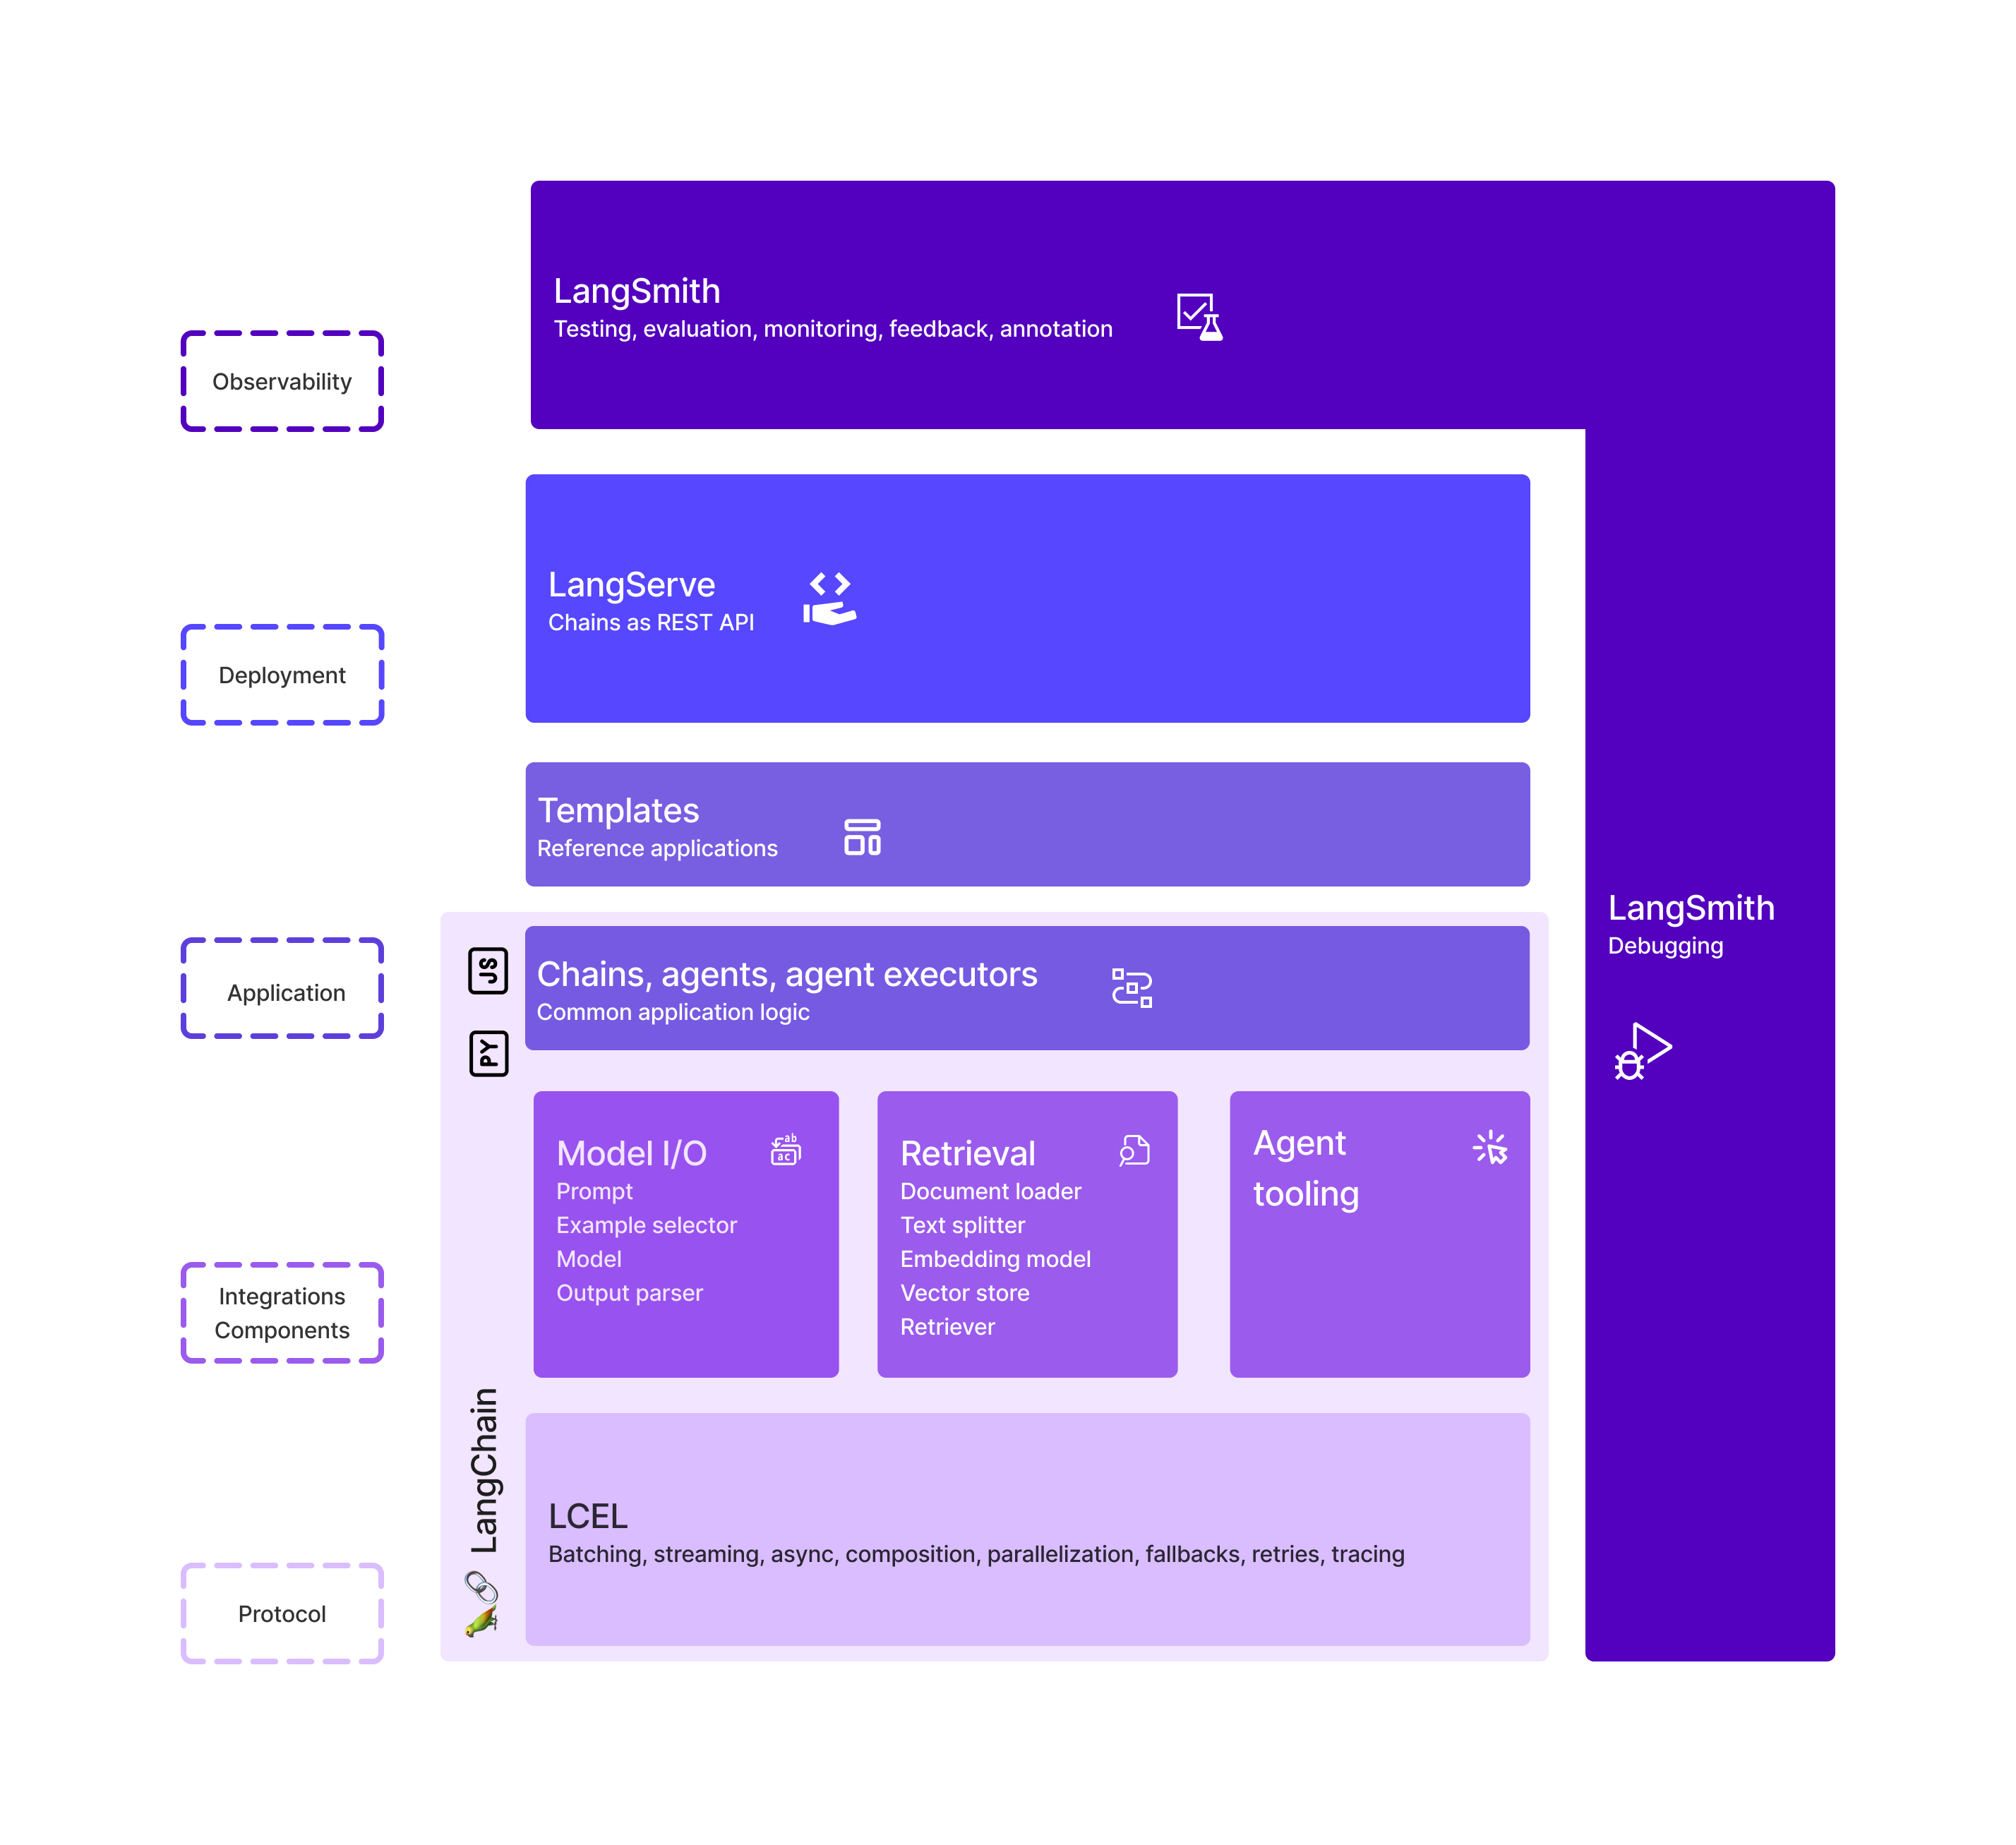 LangSmith
Testing, evaluation, monitoring, feedback, annotation
Observability
LangServe
Chains as REST API
Deployment
Templates
Reference applications
LangSmith
Debugging
JS
PY
Chains, agents, agent executors
Common application logic
Application
Model I/O
Prompt
Example selector
Model
Output parser
ab
ac
Retrieval
Document loader
Text splitter
Embedding model
Vector store
Retriever
Agent
tooling
Integrations
Components
LangChain
LCEL
Batching, streaming, async, composition, parallelization, fallbacks, retries, tracing
Protocol